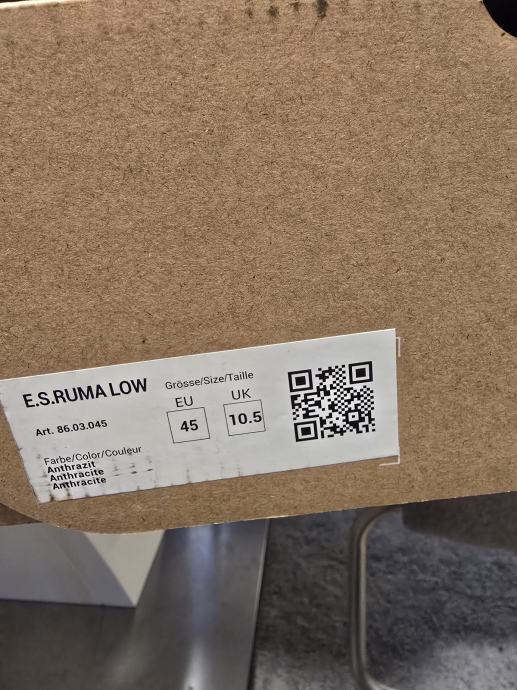 E.S.RUMA LOW
Art. 86.03.045
Grösse/Size/Taille
EU UK
45 10.5
Farbe/Color/Couleur
Anthrazit
Anthracite
Anthracite